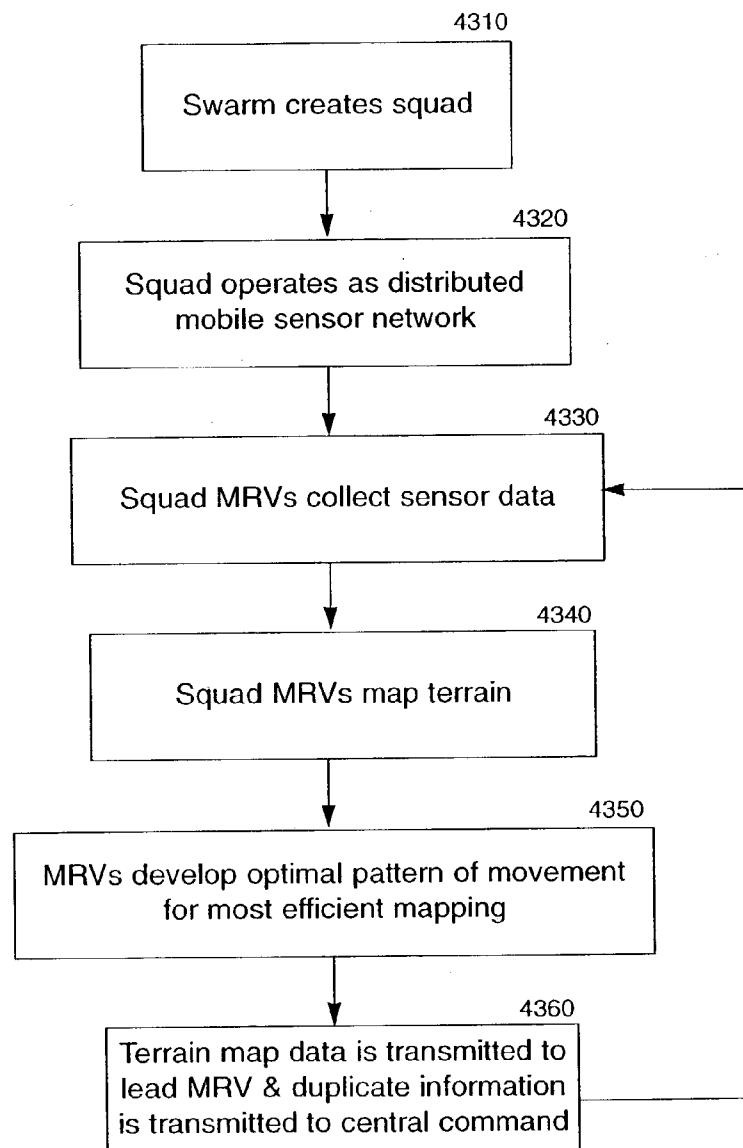 4310
Swarm creates squad
4320
Squad operates as distributed
mobile sensor network
4330
Squad MRVs collect sensor data
4340
Squad MRVs map terrain
4350
MRVs develop optimal pattern of movement
for most efficient mapping
4360
Terrain map data is transmitted to
lead MRV & duplicate information
is transmitted to central command